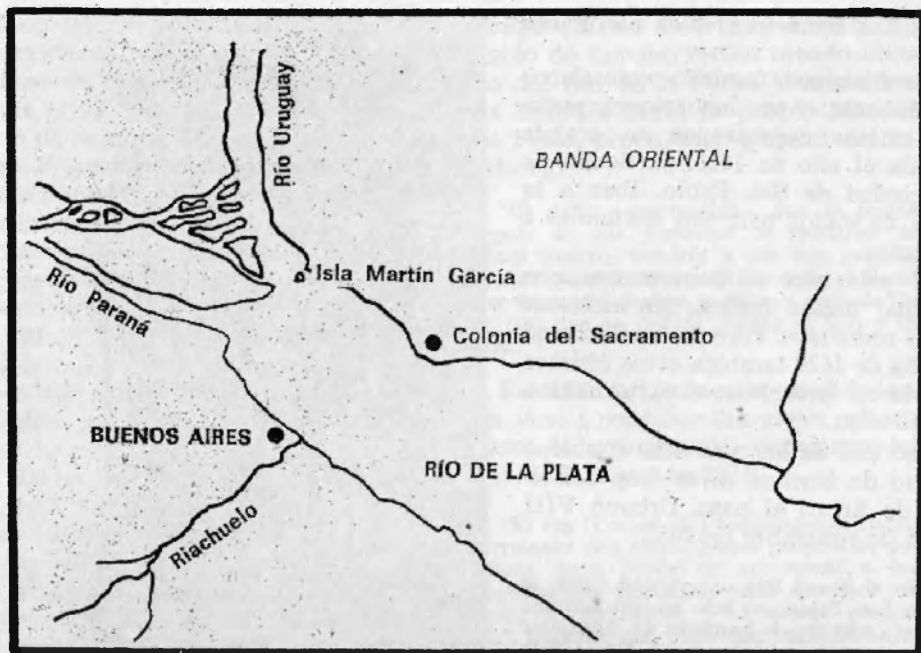 Río Uruguay
BANDA ORIENTAL
Isla Martín García
Río Paraná
Colonia del Sacramento
BUENOS AIRES
RÍO DE LA PLATA
Riachuelo